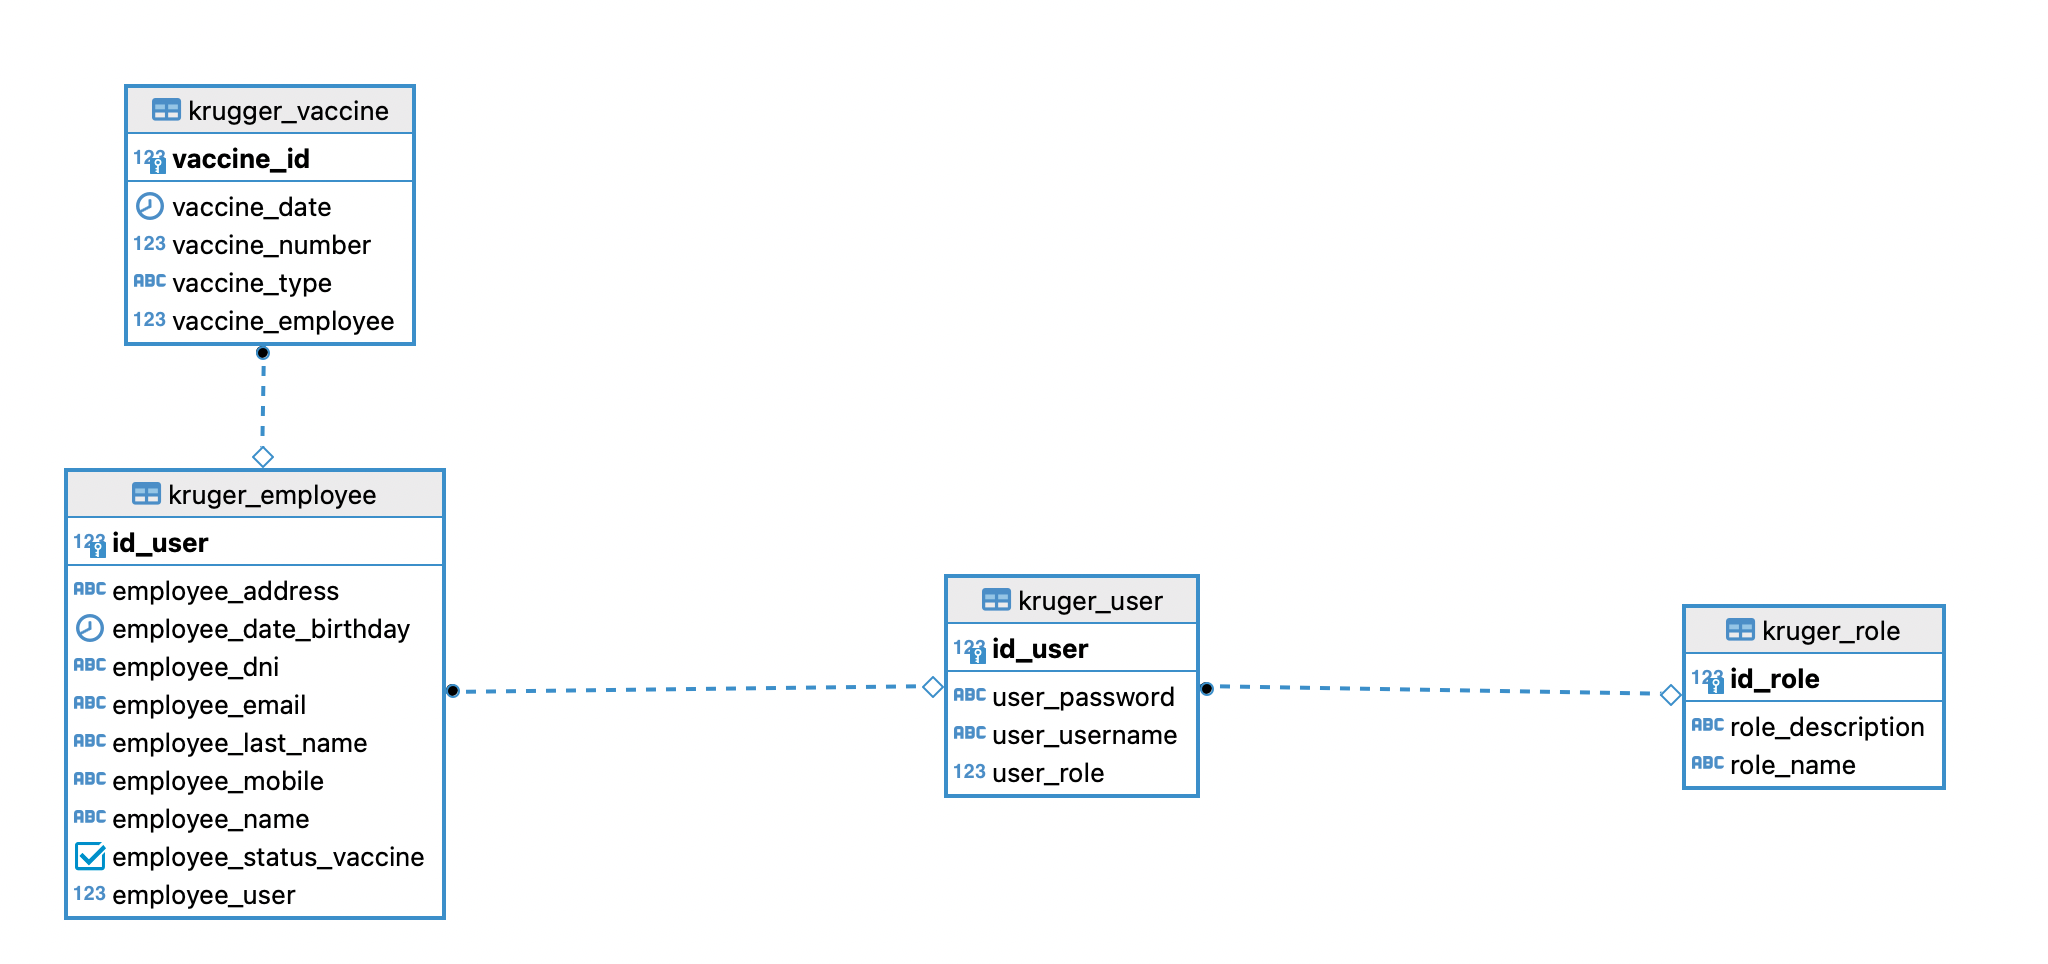 krugger_vaccine
123 vaccine_id
vaccine_date
123 vaccine_number
ABC vaccine_type
123 vaccine_employee
kruger_employee
123 id_user
ABC employee_address
employee_date_birthday
ABC employee_dni
ABC employee_email
ABC employee_last_name
ABC employee_mobile
ABC employee_name
employee_status_vaccine
123 employee_user
kruger_user
123 id_user
ABC user_password
ABC user_username
123 user_role
kruger_role
123 id_role
ABC role_description
ABC role_name